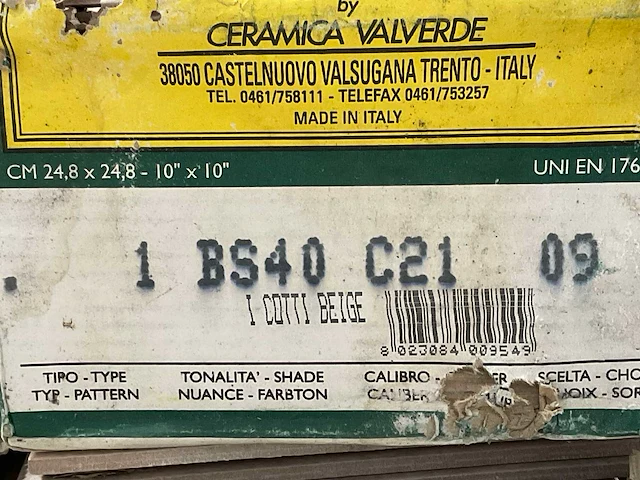 by
CERAMICA VALVERDE
38050 CASTELNUOVO VALSUGANA TRENTO - ITALY
TEL. 0461/758111 - TELEFAX 0461/753257
MADE IN ITALY
CM 24,8 x 24,8 - 10" x 10" UNI EN 176
1 BS40 C21 09
I COTTI BEIGE
8 023084 009549
TIPO - TYPE TONALITA' - SHADE CALIBRO - SCELTA - CHO
TYP - PATTERN NUANCE - FARBTON